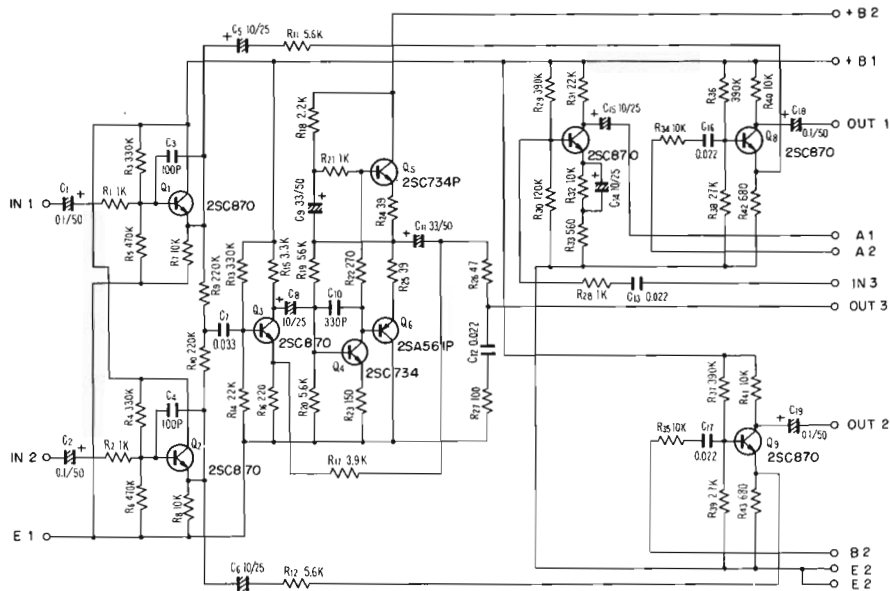 C5 10/25
R11 5.6K
+B2
+B1
R3 330K
C3
100P
Q1
2SC870
IN 1
C1
+
0.1/50
R1 1K
R5 470K
R7 10K
R9 220K
R13 330K
R15 3.3K
R18 2.2K
R21 1K
Q5
2SC734P
C9 33/50
R24 39
C11 33/50
R19 56K
R22 270
R25 39
C8
10/25
C10
330P
C7
0.033
Q3
2SC870
Q4
2SC734
Q6
2SA561P
R26 47
C12 0.022
R27 100
R10 220K
R14 22K
R16 220
R20 5.6K
R23 150
R17 3.9K
R4 330K
C4
100P
Q2
2SC870
IN 2
C2
+
0.1/50
R2 1K
R6 470K
R8 10K
E 1
C6 10/25
R12 5.6K
R29 390K
R31 22K
C15 10/25
2SC870
R30 120K
R32 10K
C14 10/25
R33 560
R28 1K
C13 0.022
R34 10K
C16
0.022
R36
390K
R40 10K
C18
0.1/50
Q8
2SC870
R38 27K
R42 680
OUT 1
A 1
A 2
IN 3
OUT 3
R37 390K
R41 10K
C19
0.1/50
R35 10K
C17
0.022
Q9
2SC870
R39 2.7K
R43 680
OUT 2
B 2
E 2
E 2